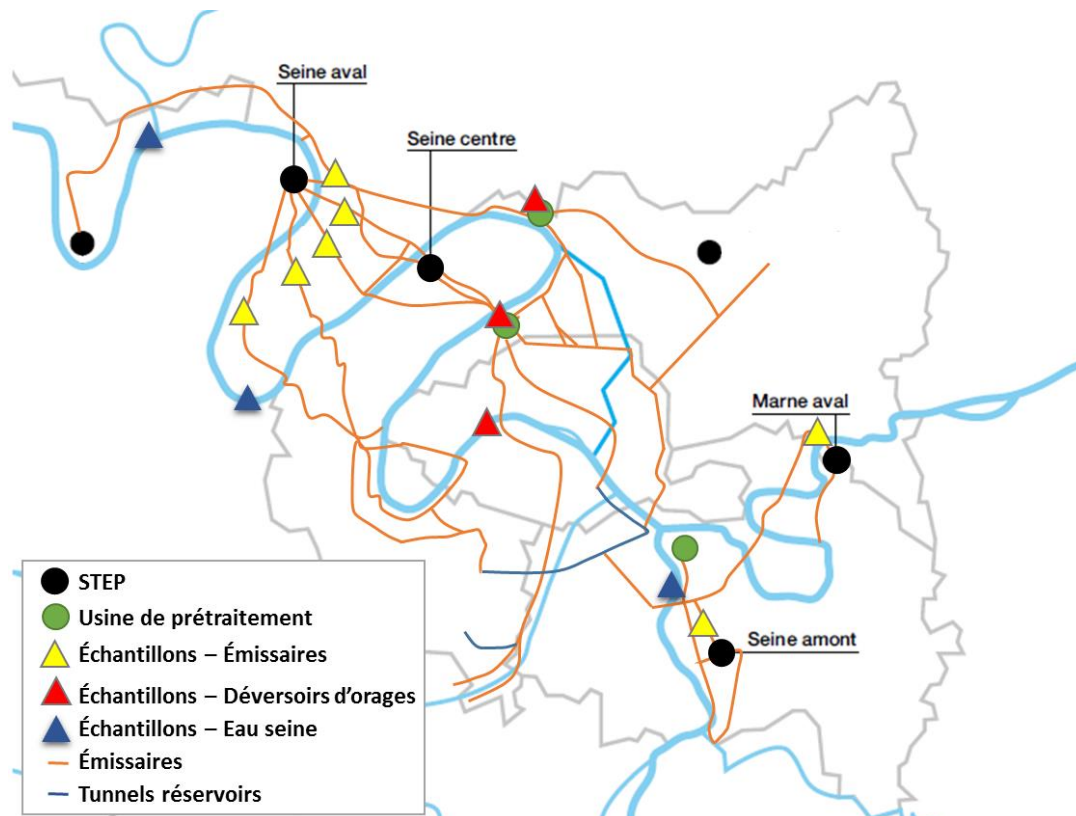 Seine aval
Seine centre
Marne aval
Seine amont
STEP
Usine de prétraitement
Échantillons – Émissaires
Échantillons – Déversoirs d'orages
Échantillons – Eau seine
Émissaires
Tunnels réservoirs